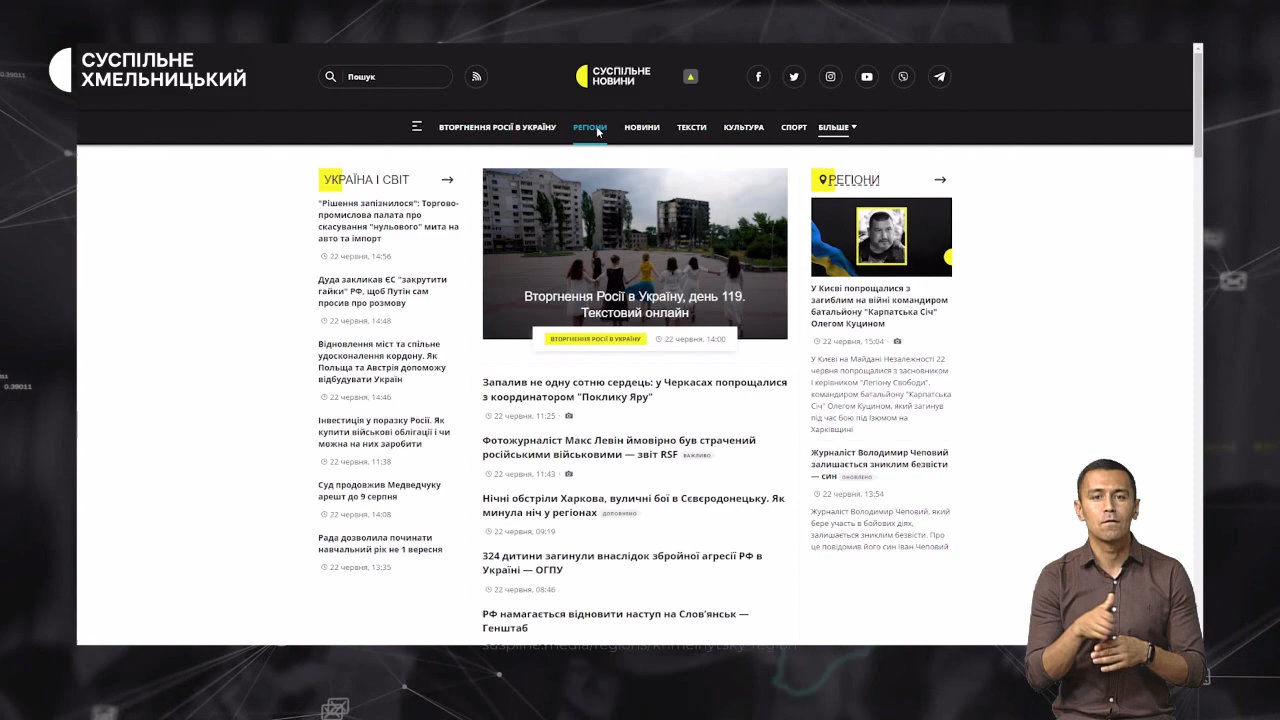 СУСПІЛЬНЕ
ХМЕЛЬНИЦЬКИЙ
Пошук
СУСПІЛЬНЕ
НОВИНИ
ВТОРГНЕННЯ РОСІЇ В УКРАЇНУ РЕГІОНИ НОВИНИ ТЕКСТИ КУЛЬТУРА СПОРТ БІЛЬШЕ
УКРАЇНА І СВІТ
"Рішення запізнилося": Торгово-
промислова палата про
скасування "нульового" мита на
авто та імпорт
22 червня, 14:56
Дуда закликав ЄС "закрутити
гайки" РФ, щоб Путін сам
просив про розмову
22 червня, 14:48
Відновлення міст та спільне
удосконалення кордону. Як
Польща та Австрія допоможу
відбудувати Україн
22 червня, 14:46
Інвестиція у поразку Росії. Як
купити військові облігації і чи
можна на них заробити
22 червня, 11:38
Суд продовжив Медведчуку
арешт до 9 серпня
22 червня, 14:08
Рада дозволила починати
навчальний рік не 1 вересня
22 червня, 13:35
Вторгнення Росії в Україну, день 119.
Текстовий онлайн
ВТОРГНЕННЯ РОСІЇ В УКРАЇНУ 22 червня, 14:00
Запалив не одну сотню сердець: у Черкасах попрощалися
з координатором "Поклику Яру"
22 червня, 11:25
Фотожурналіст Макс Левін ймовірно був страчений
російськими військовими — звіт RSF ВАЖЛИВО
22 червня, 11:43
Нічні обстріли Харкова, вуличні бої в Сєвєродонецьку. Як
минула ніч у регіонах ДОПОВНЕНО
22 червня, 09:19
324 дитини загинули внаслідок збройної агресії РФ в
Україні — ОГПУ
22 червня, 08:46
РФ намагається відновити наступ на Слов’янськ —
Генштаб
РЕГІОНИ
У Києві попрощалися з
загиблим на війні командиром
батальйону "Карпатська Січ"
Олегом Куцином
22 червня, 15:04
У Києві на Майдані Незалежності 22
червня попрощалися з засновником
і керівником "Легіону Свободи",
командиром батальйону "Карпатська
Січ" Олегом Куцином, який загинув
під час бою під Ізюмом на
Харківщині
Журналіст Володимир Чеповий
залишається зниклим безвісти
— син ОНОВЛЕНО
22 червня, 13:54
Журналіст Володимир Чеповий, який
бере участь в бойових діях,
залишається зниклим безвісти. Про
це повідомив його син Іван Чеповий
0.39011